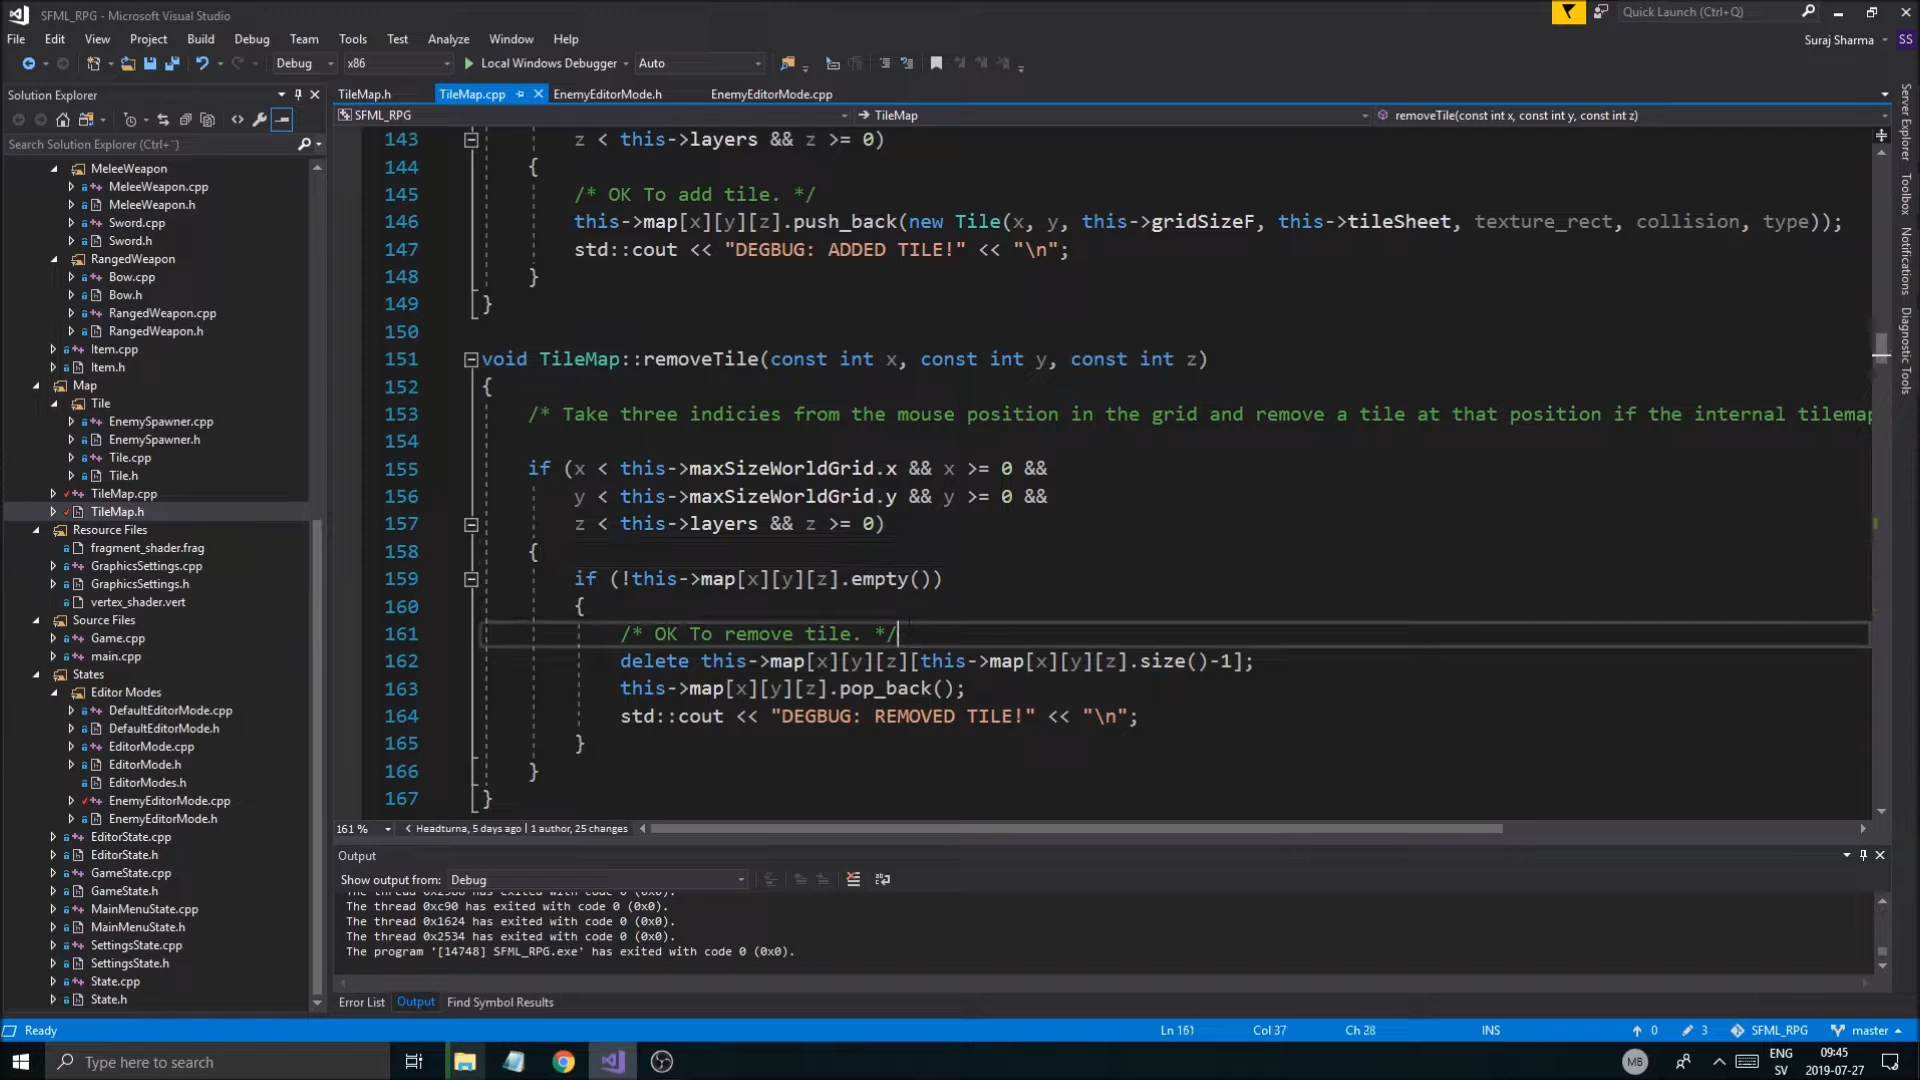 SFML_RPG - Microsoft Visual Studio
Quick Launch (Ctrl+Q)
File Edit View Project Build Debug Team Tools Test Analyze Window Help
Suraj Sharma SS
Debug x86 Local Windows Debugger Auto
Solution Explorer
Search Solution Explorer (Ctrl+¨)
MeleeWeapon
MeleeWeapon.cpp
MeleeWeapon.h
Sword.cpp
Sword.h
RangedWeapon
Bow.cpp
Bow.h
RangedWeapon.cpp
RangedWeapon.h
Item.cpp
Item.h
Map
Tile
EnemySpawner.cpp
EnemySpawner.h
Tile.cpp
Tile.h
TileMap.cpp
TileMap.h
Resource Files
fragment_shader.frag
GraphicsSettings.cpp
GraphicsSettings.h
vertex_shader.vert
Source Files
Game.cpp
main.cpp
States
Editor Modes
DefaultEditorMode.cpp
DefaultEditorMode.h
EditorMode.cpp
EditorMode.h
EditorModes.h
EnemyEditorMode.cpp
EnemyEditorMode.h
EditorState.cpp
EditorState.h
GameState.cpp
GameState.h
MainMenuState.cpp
MainMenuState.h
SettingsState.cpp
SettingsState.h
State.cpp
State.h
TileMap.h TileMap.cpp EnemyEditorMode.h EnemyEditorMode.cpp
SFML_RPG TileMap removeTile(const int x, const int y, const int z)
143 z < this->layers && z >= 0)
144 {
145 /* OK To add tile. */
146 this->map[x][y][z].push_back(new Tile(x, y, this->gridSizeF, this->tileSheet, texture_rect, collision, type));
147 std::cout << "DEGBUG: ADDED TILE!" << "\n";
148 }
149 }
150
151 void TileMap::removeTile(const int x, const int y, const int z)
152 {
153 /* Take three indicies from the mouse position in the grid and remove a tile at that position if the internal tilemap
154
155 if (x < this->maxSizeWorldGrid.x && x >= 0 &&
156 y < this->maxSizeWorldGrid.y && y >= 0 &&
157 z < this->layers && z >= 0)
158 {
159 if (!this->map[x][y][z].empty())
160 {
161 /* OK To remove tile. */
162 delete this->map[x][y][z][this->map[x][y][z].size()-1];
163 this->map[x][y][z].pop_back();
164 std::cout << "DEGBUG: REMOVED TILE!" << "\n";
165 }
166 }
167 }
161 % Headturna, 5 days ago | 1 author, 25 changes
Output
Show output from: Debug
The thread 0xc90 has exited with code 0 (0x0).
The thread 0x1624 has exited with code 0 (0x0).
The thread 0x2534 has exited with code 0 (0x0).
The program '[14748] SFML_RPG.exe' has exited with code 0 (0x0).
Error List Output Find Symbol Results
Server Explorer
Toolbox
Notifications
Diagnostic Tools
Ready Ln 161 Col 37 Ch 28 INS 0 3 SFML_RPG master
Type here to search
MB
ENG
SV
09:45
2019-07-27